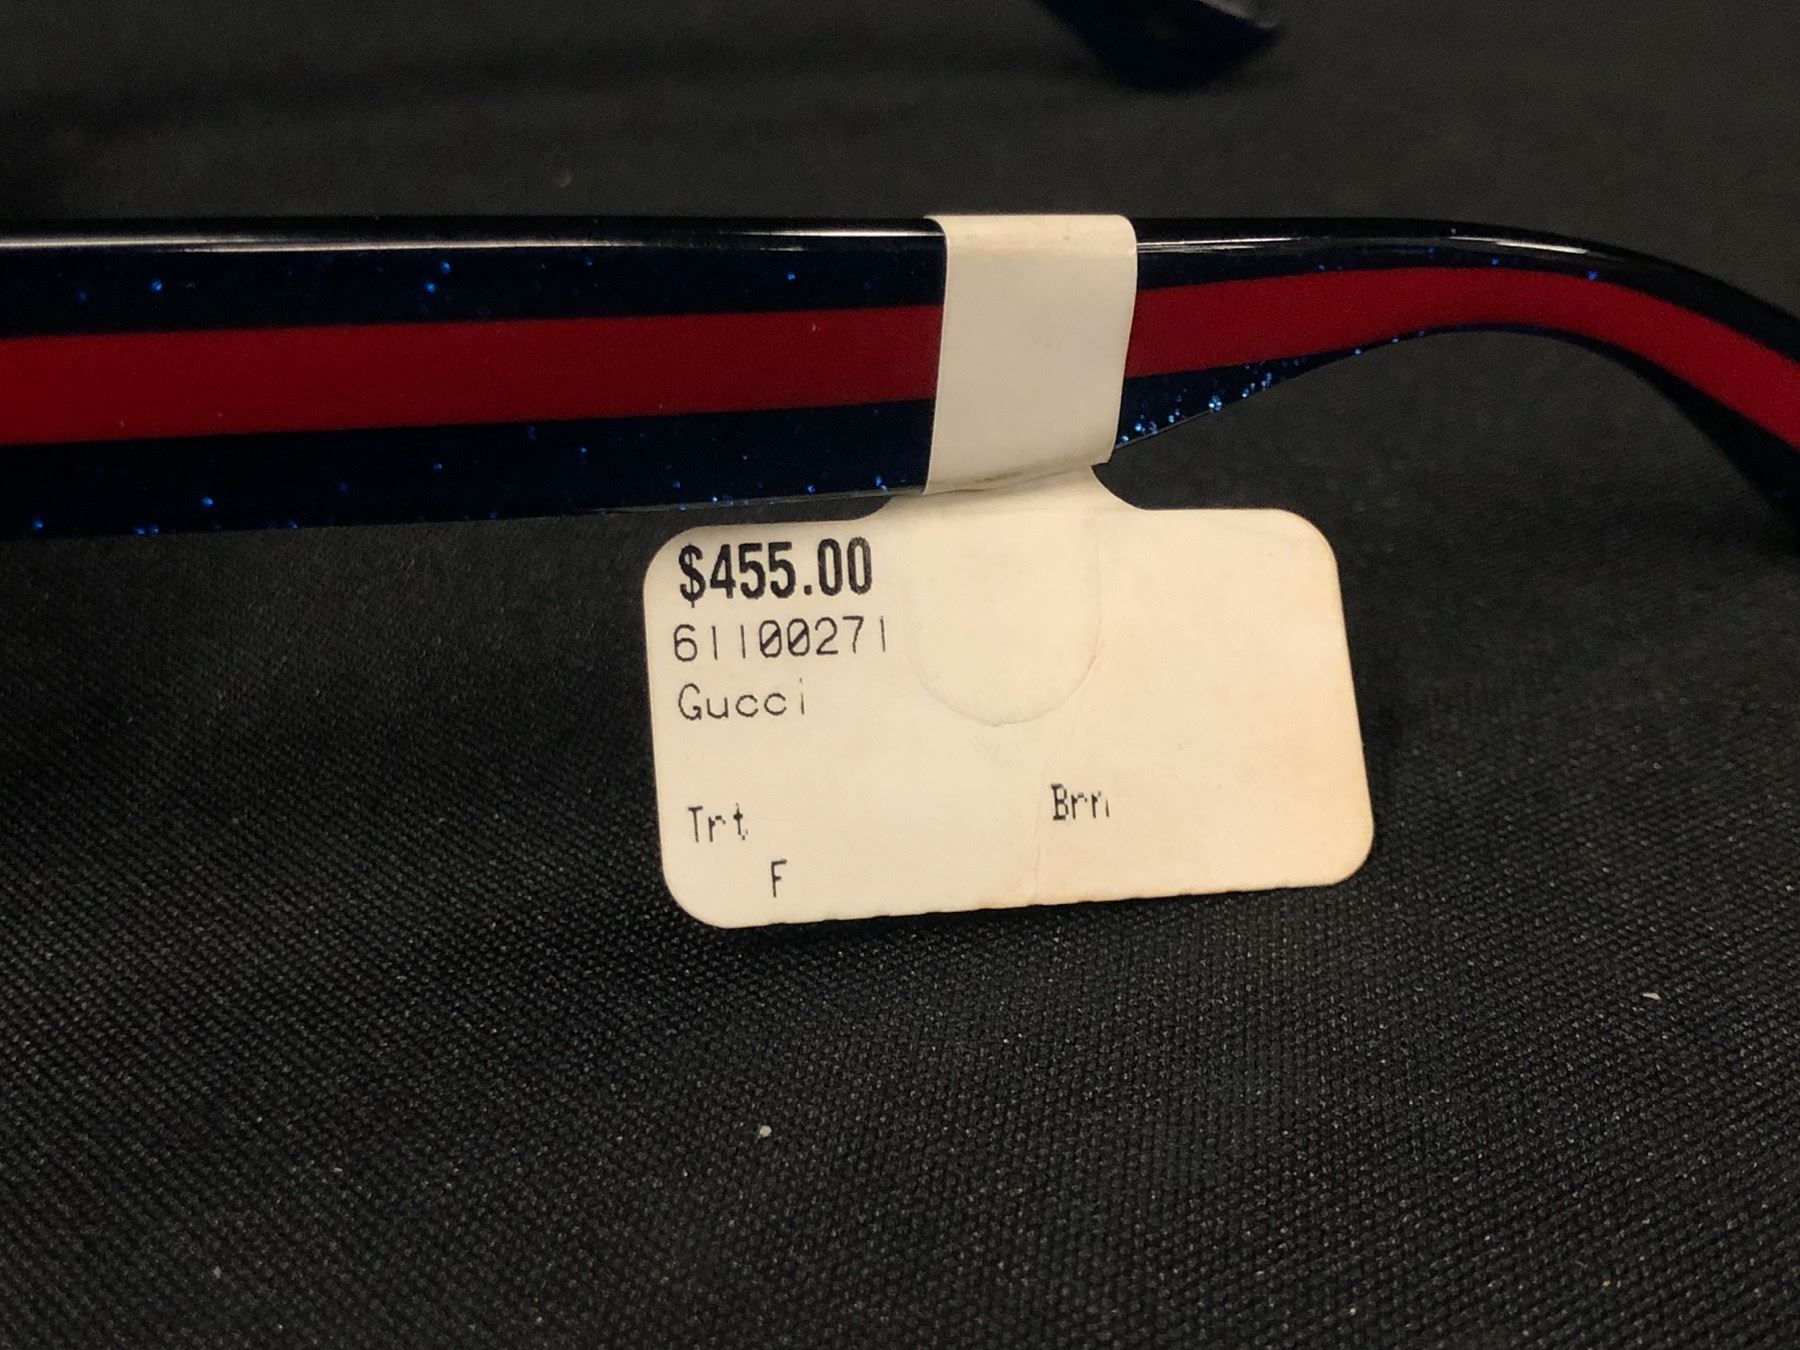 $455.00
61100271
Gucci
Trt Brn
F